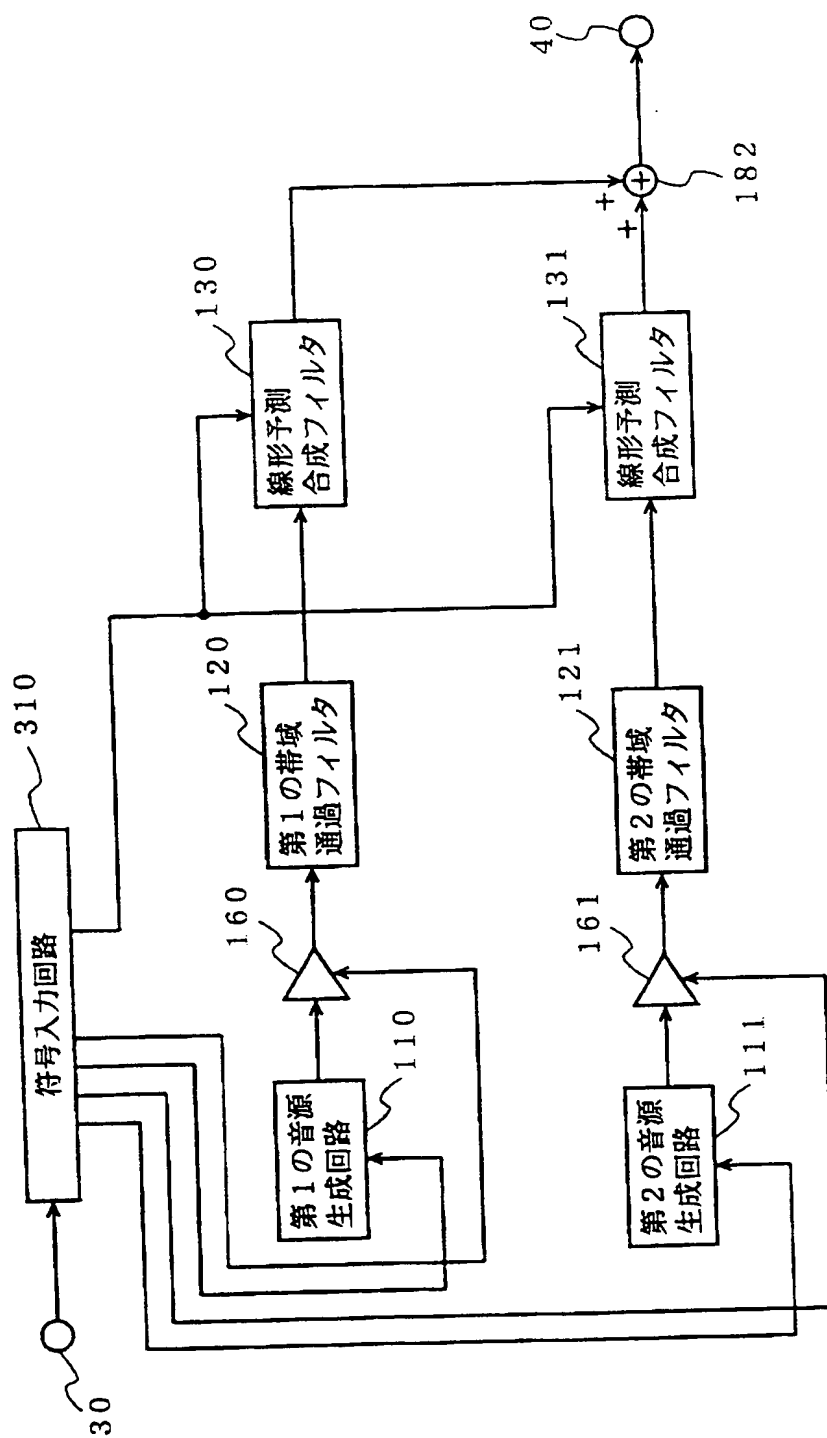 30
符号入力回路
310
第1の音源
生成回路
110
160
第1の帯域
通過フィルタ
120
線形予測
合成フィルタ
130
第2の音源
生成回路
111
161
第2の帯域
通過フィルタ
121
線形予測
合成フィルタ
131
+
+
+
182
40